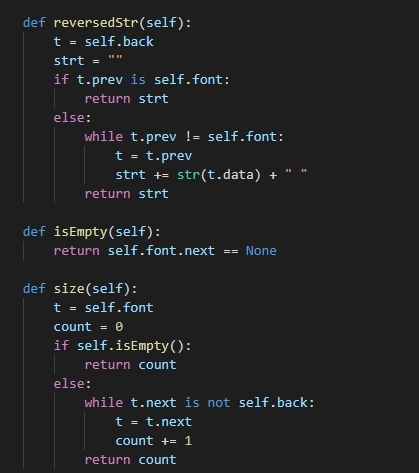 def reversedStr(self):
    t = self.back
    strt = ""
    if t.prev is self.font:
        return strt
    else:
        while t.prev != self.font:
            t = t.prev
            strt += str(t.data) + " "
        return strt

def isEmpty(self):
    return self.font.next == None

def size(self):
    t = self.font
    count = 0
    if self.isEmpty():
        return count
    else:
        while t.next is not self.back:
            t = t.next
            count += 1
        return count